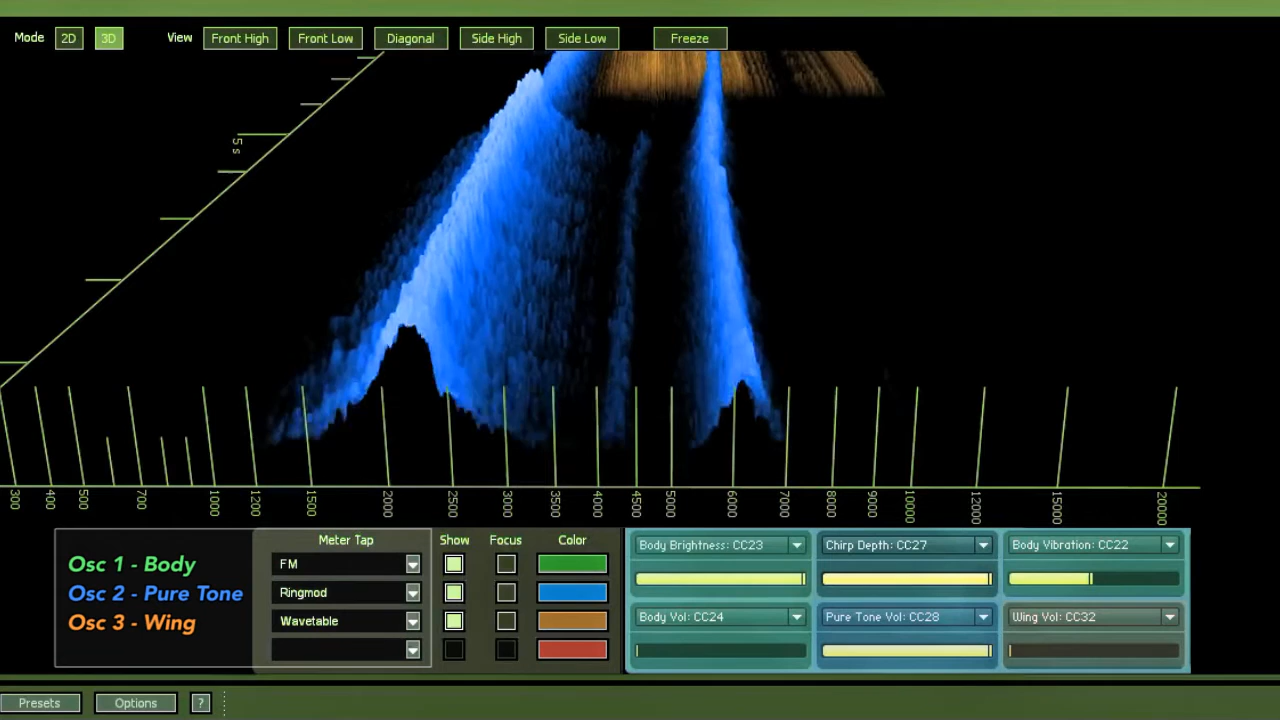 Mode 2D 3D View Front High Front Low Diagonal Side High Side Low Freeze
5 s
300 400 500 700 1000 1200 1500 2000 2500 3000 3500 4000 4500 5000 6000 7000 8000 9000 10000 12000 15000 20000
Meter Tap Show Focus Color
Osc 1 - Body
Osc 2 - Pure Tone
Osc 3 - Wing
FM
Ringmod
Wavetable
Body Brightness: CC23 Chirp Depth: CC27 Body Vibration: CC22
Body Vol: CC24 Pure Tone Vol: CC28 Wing Vol: CC32
Presets Options ?